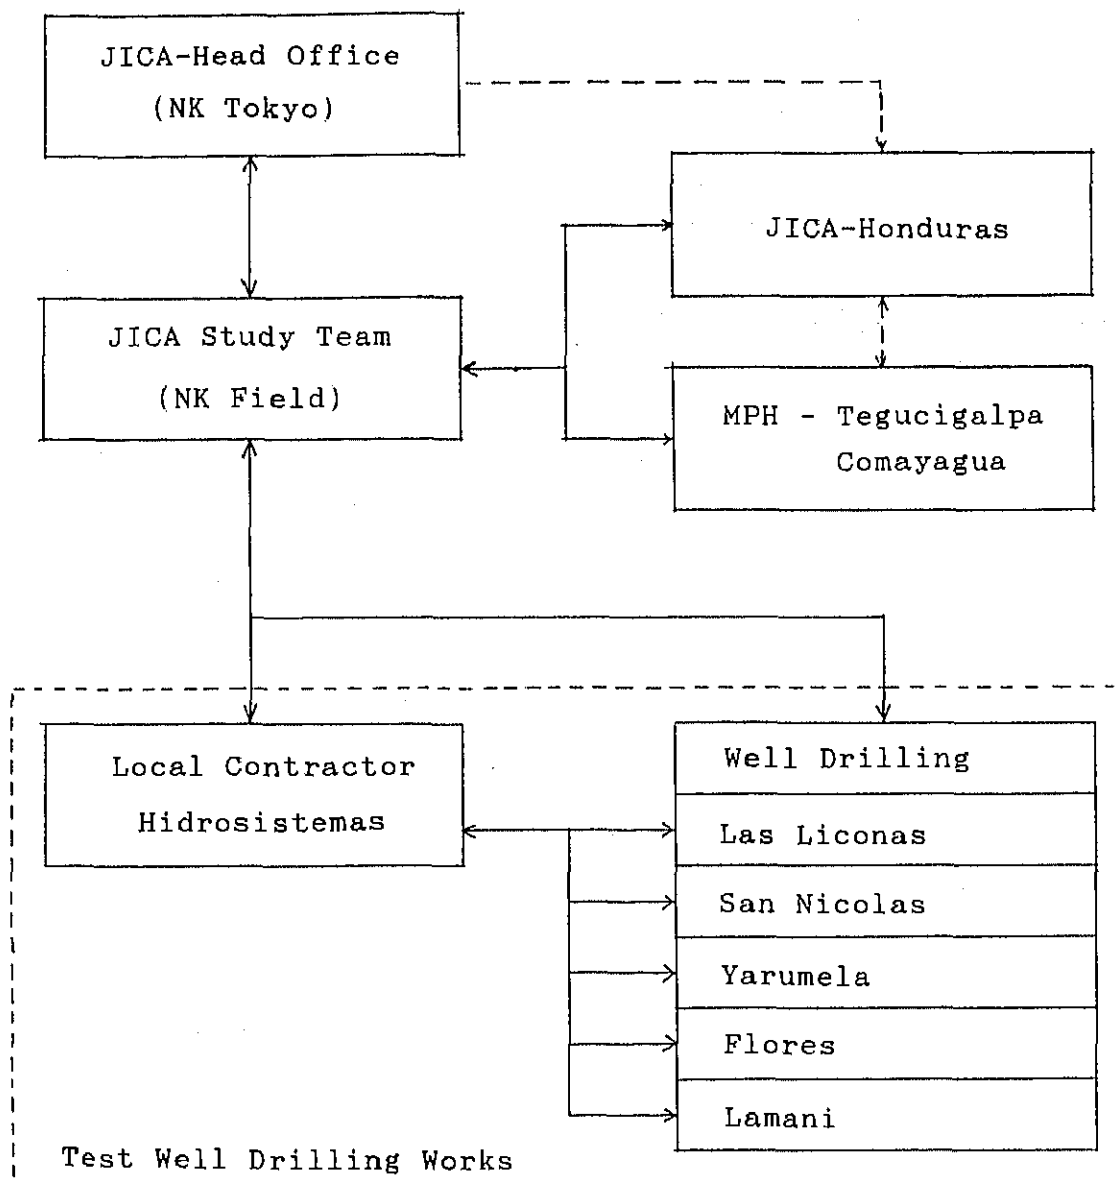 JICA-Head Office
(NK Tokyo)
JICA-Honduras
JICA Study Team
(NK Field)
MPH - Tegucigalpa
Comayagua
Local Contractor
Hidrosistemas
Well Drilling
Las Liconas
San Nicolas
Yarumela
Flores
Lamani
Test Well Drilling Works